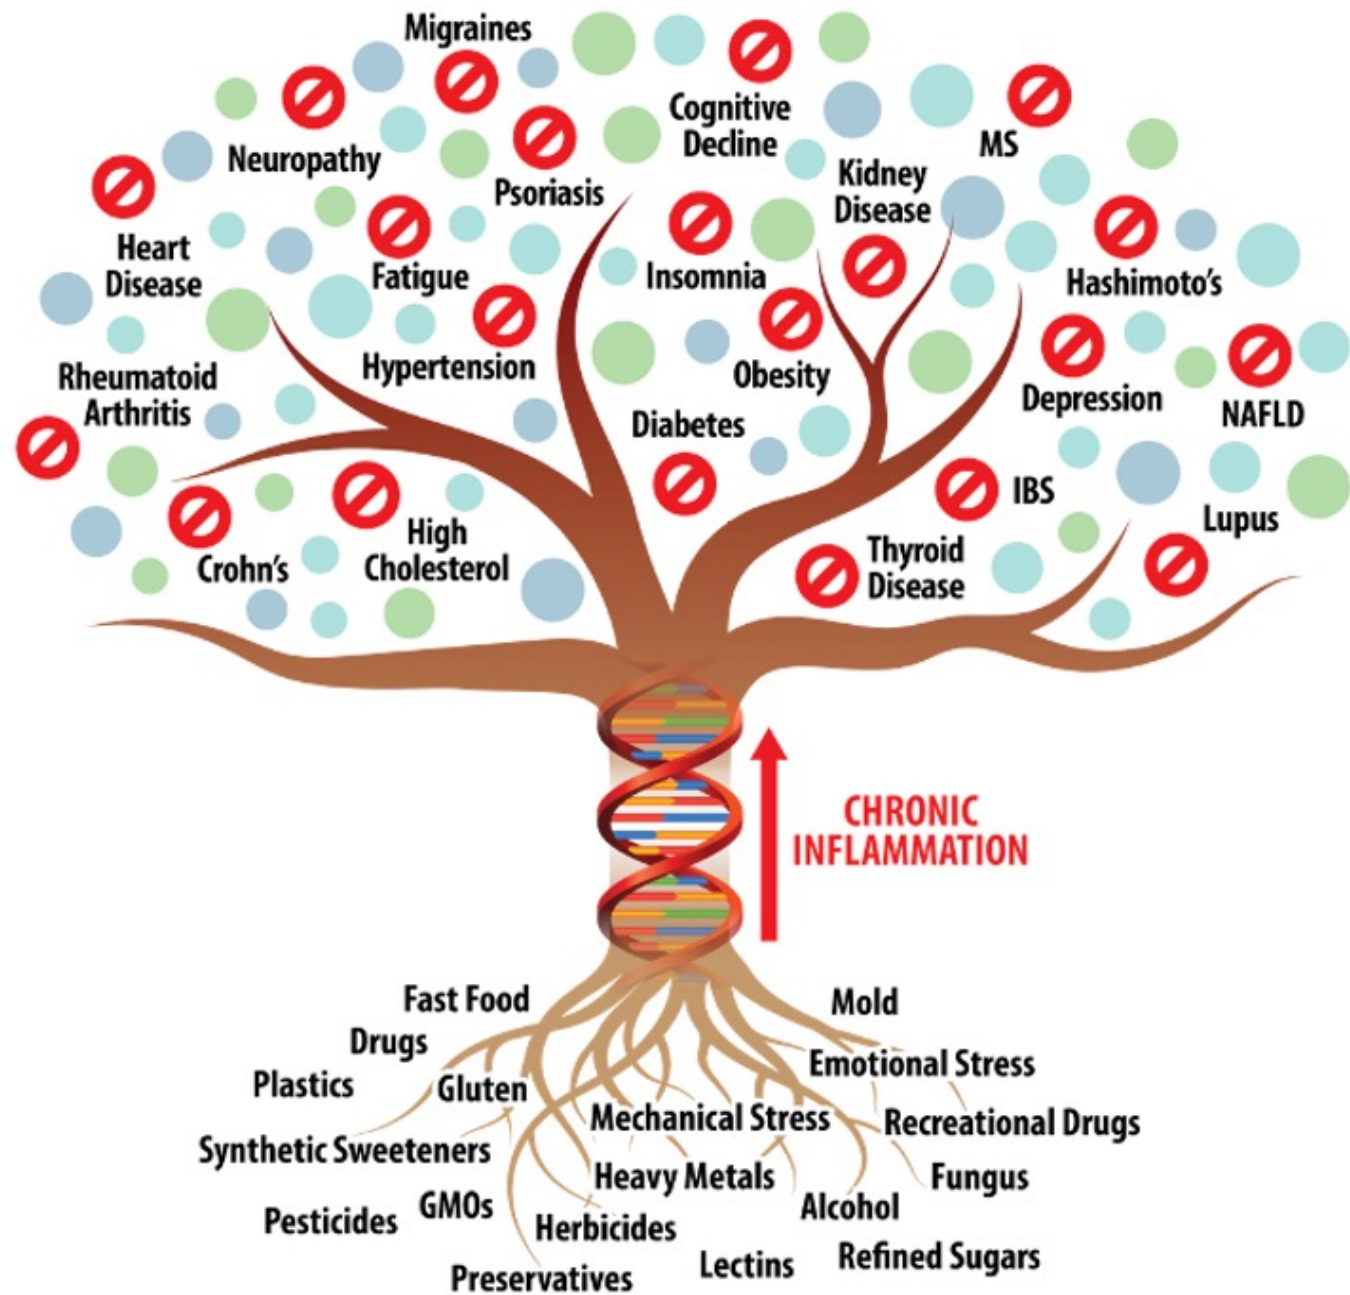 Migraines
Cognitive
Decline
MS
Neuropathy
Psoriasis
Kidney
Disease
Heart
Disease
Fatigue
Insomnia
Hashimoto's
Hypertension
Obesity
Rheumatoid
Arthritis
Diabetes
Depression
NAFLD
Crohn's
High
Cholesterol
IBS
Thyroid
Disease
Lupus
CHRONIC
INFLAMMATION
Fast Food
Mold
Drugs
Emotional Stress
Plastics
Gluten
Mechanical Stress
Recreational Drugs
Synthetic Sweeteners
Heavy Metals
Fungus
Pesticides
GMOs
Herbicides
Alcohol
Preservatives
Lectins
Refined Sugars